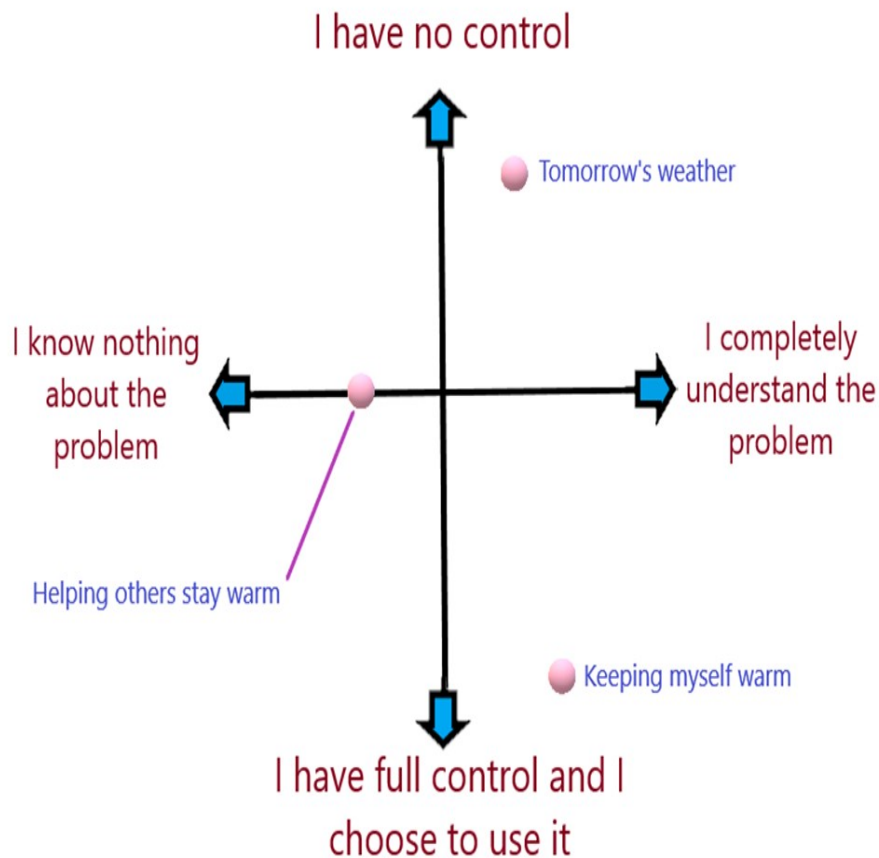 I have no control
Tomorrow's weather
I know nothing
about the
problem
I completely
understand the
problem
Helping others stay warm
Keeping myself warm
I have full control and I
choose to use it